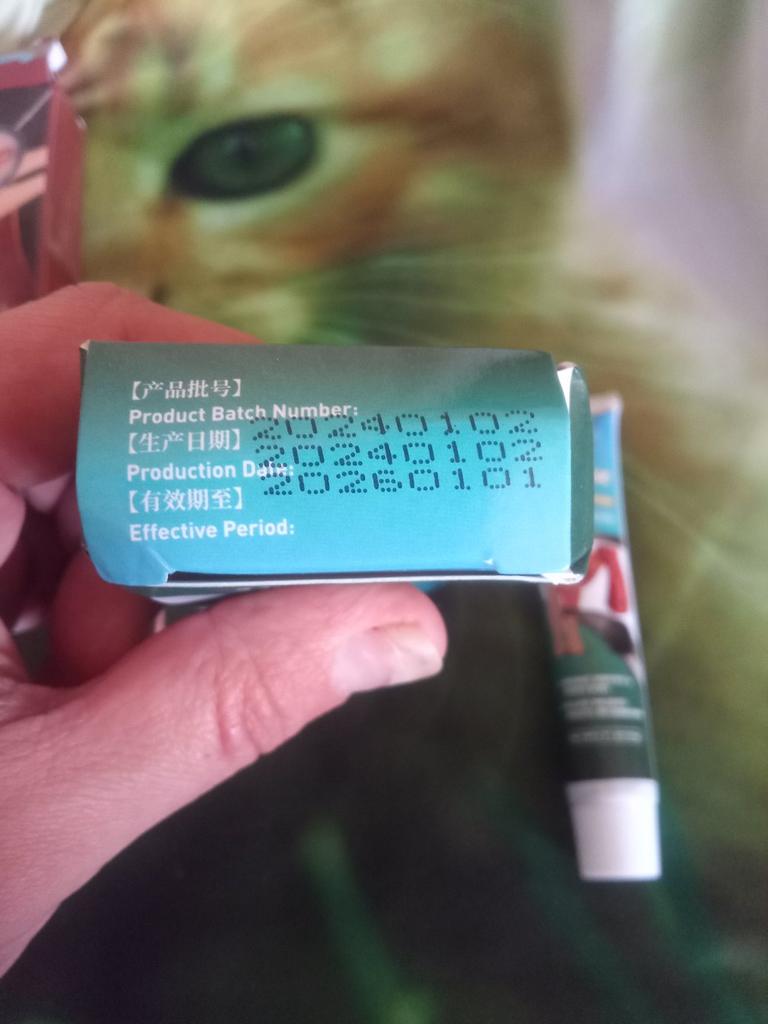 【产品批号】
Product Batch Number:
20240102
【生产日期】
20240102
Production Date:
20260101
【有效期至】
Effective Period: